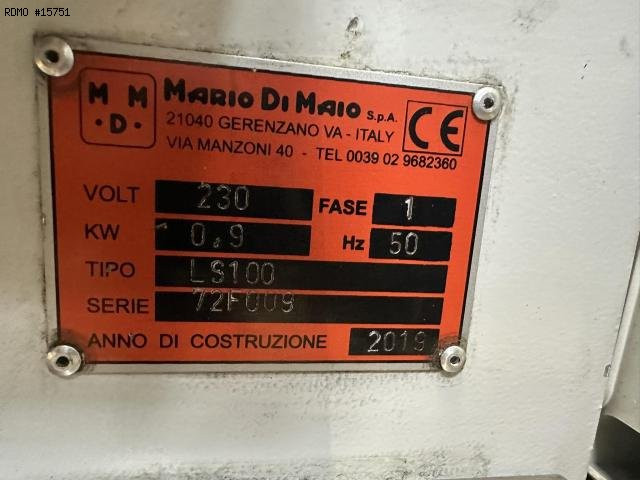 RDMO #15751
M M
·D·
MARIO DI MAIO S.p.A.
21040 GERENZANO VA - ITALY
VIA MANZONI 40 - TEL 0039 02 9682360
CE
VOLT 230 FASE 1
KW 0.9 Hz 50
TIPO LS100
SERIE 72F009
ANNO DI COSTRUZIONE 2019